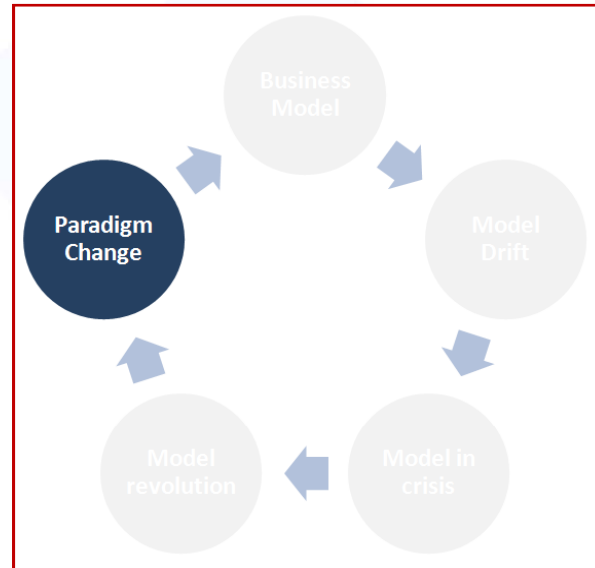 Business
Model
Model
Drift
Model in
crisis
Model
revolution
Paradigm
Change